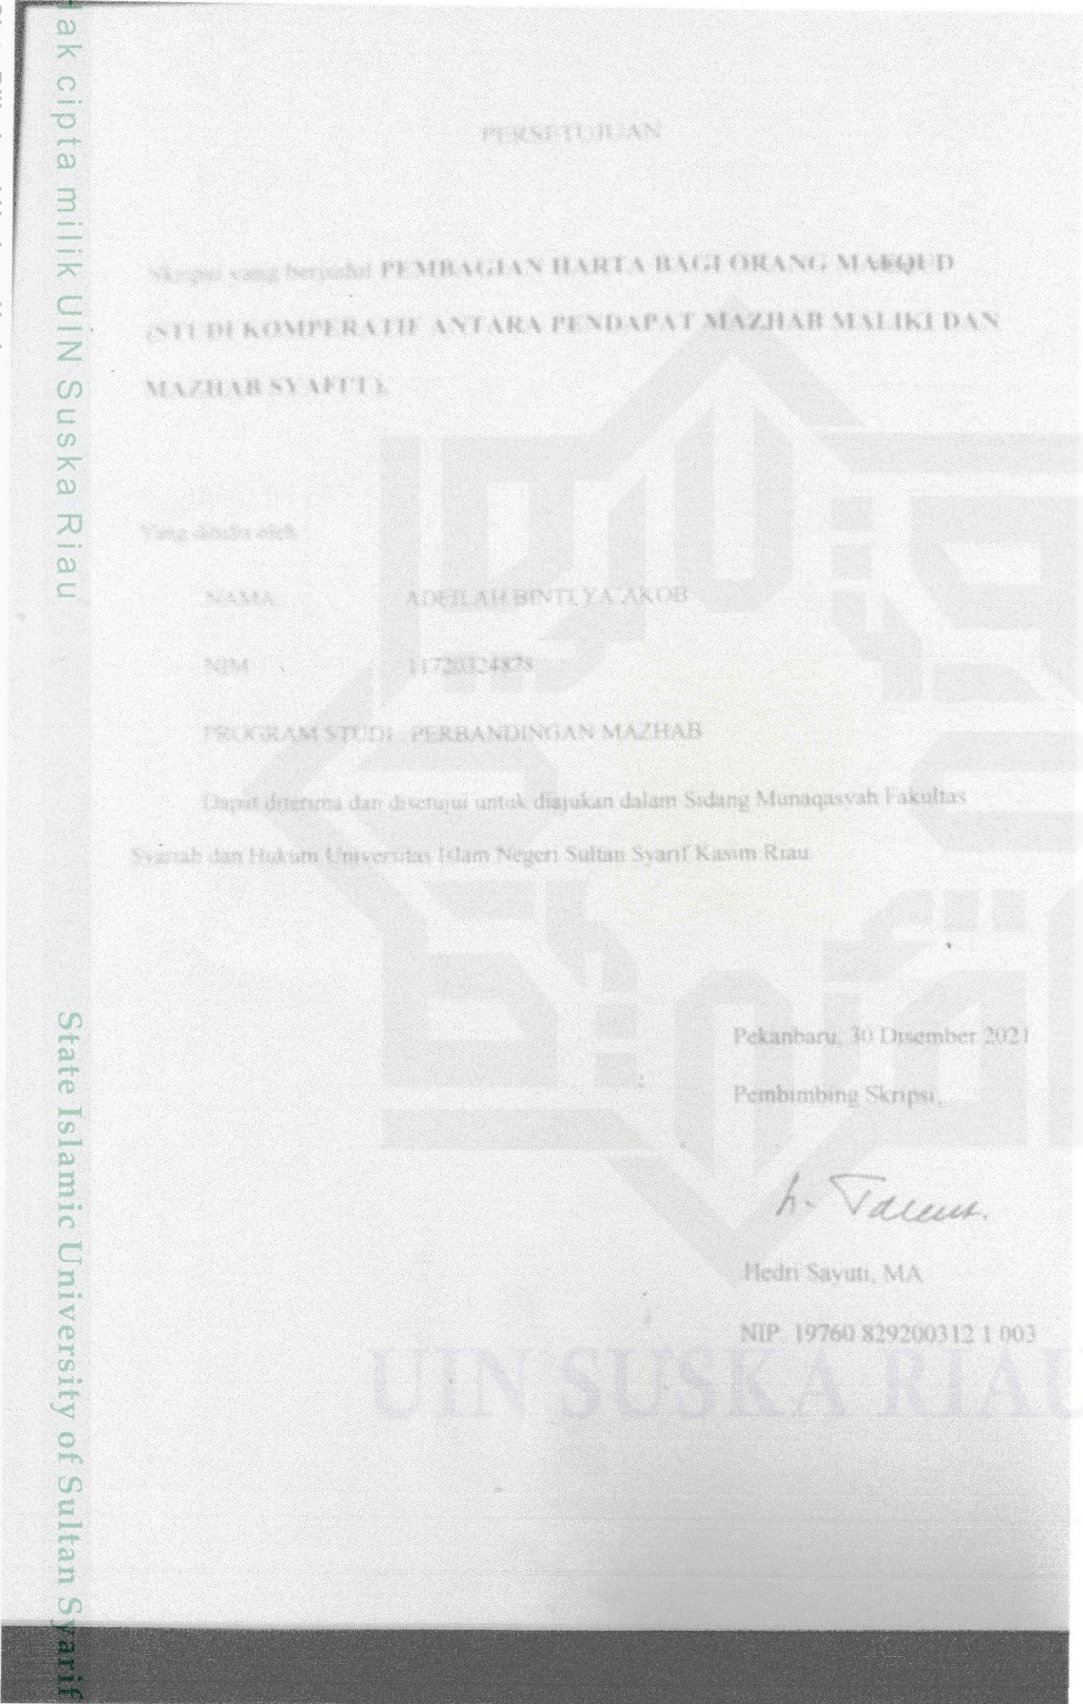 PERSETUJUAN
Skripsi yang berjudul PEMBAGIAN HARTA BAGI ORANG MAFQUD
(STUDI KOMPERATIF ANTARA PENDAPAT MAZHAB MALIKI DAN
MAZHAB SYAFI'I ).
Yang ditulis oleh
NAMA
NIM 11720324878
PROGRAM STUDI : PERBANDINGAN MAZHAB
Dapat diterima dan disetujui untuk diajukan dalam Sidang Munaqasyah Fakultas
Syariah dan Hukum Universitas Islam Negeri Sultan Syarif Kasim Riau
Pekanbaru, 30 Disember 2021
Pembimbing Skripsi,
Hedri Sayuti, MA
NIP. 19760 829200312 1 003
UIN SUSKA RIAU
ak cipta milik UIN Suska Riau
State Islamic University of Sultan Syarif